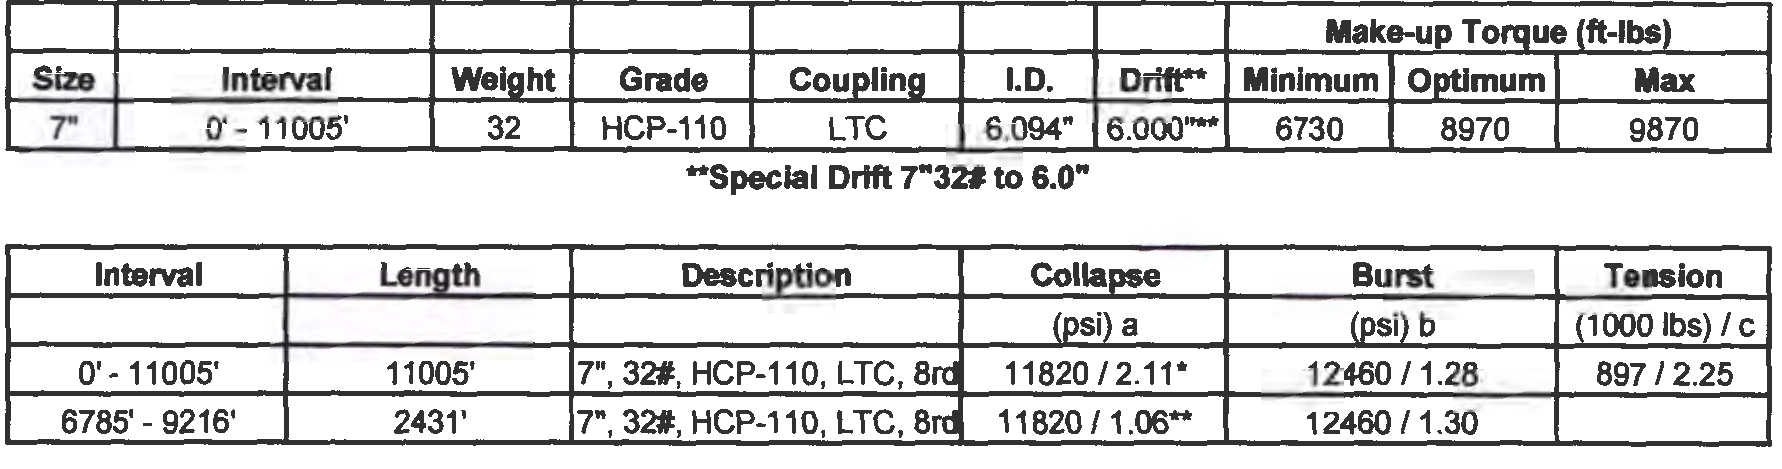 Make-up Torque (ft-lbs)
Size Interval Weight Grade Coupling I.D. Drift** Minimum Optimum Max
7" 0' - 11005' 32 HCP-110 LTC 6.094" 6.000"** 6730 8970 9870
**Special Drift 7"32# to 6.0"
Interval Length Description Collapse Burst Tension
(psi) a (psi) b (1000 lbs) / c
0' - 11005' 11005' 7", 32#, HCP-110, LTC, 8rd 11820 / 2.11* 12460 / 1.28 897 / 2.25
6785' - 9216' 2431' 7", 32#, HCP-110, LTC, 8rd 11820 / 1.06** 12460 / 1.30